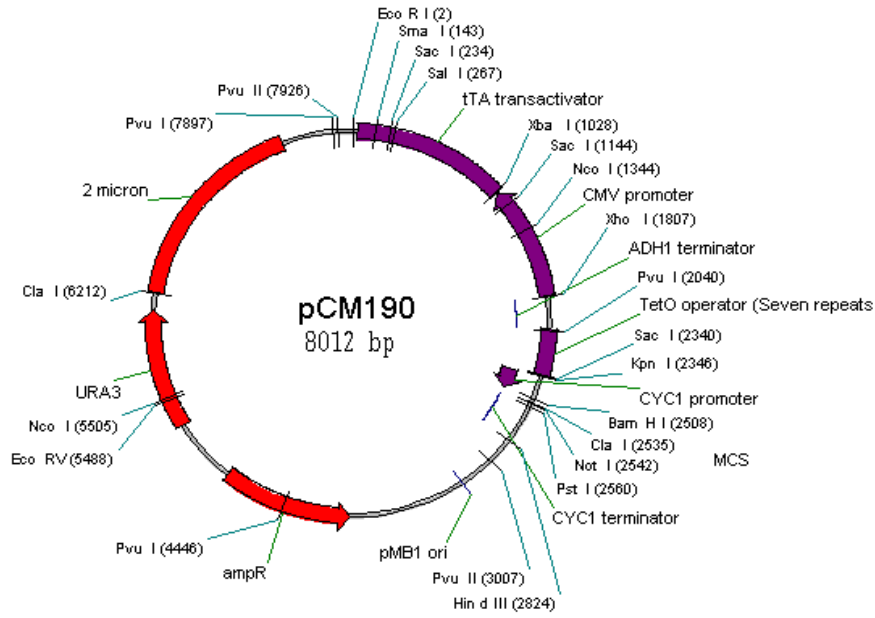 Eco R I (2)
Sma I (143)
Sac I (234)
Sal I (267)
tTA transactivator
Xba I (1028)
Sac I (1144)
Nco I (1344)
CMV promoter
Xho I (1807)
ADH1 terminator
Pvu I (2040)
TetO operator (Seven repeats
Sac I (2340)
Kpn I (2346)
CYC1 promoter
Bam H I (2508)
Cla I (2535)
Not I (2542)
MCS
Pst I (2560)
CYC1 terminator
Hin d III (2824)
Pvu II (3007)
pMB1 ori
ampR
Pvu I (4446)
Eco RV (5488)
Nco I (5505)
URA3
Cla I (6212)
2 micron
Pvu I (7897)
Pvu II (7926)
pCM190
8012 bp